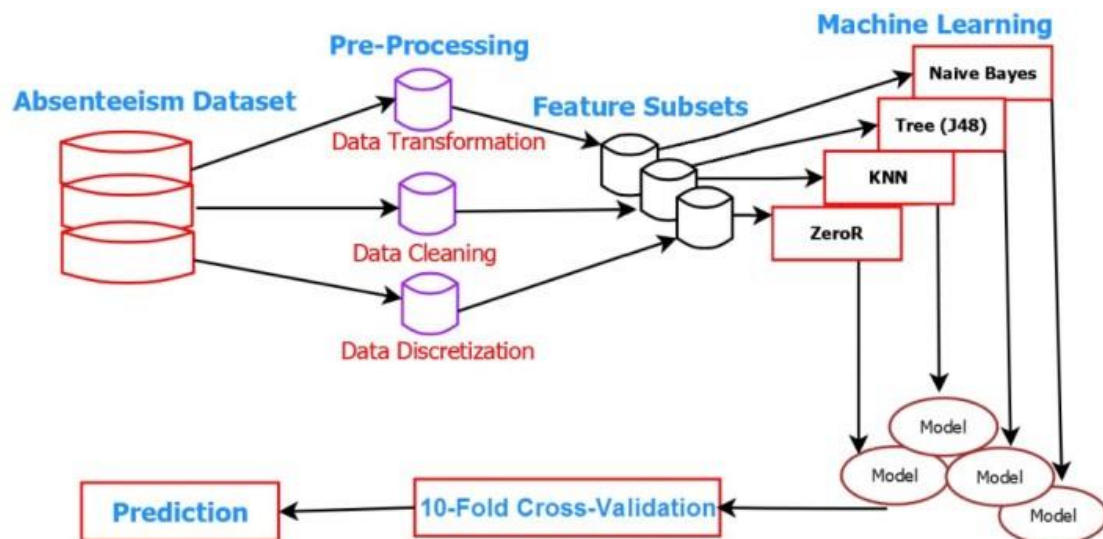 Machine Learning
Pre-Processing
Naive Bayes
Absenteeism Dataset
Feature Subsets
Tree (J48)
Data Transformation
KNN
ZeroR
Data Cleaning
Data Discretization
Model
Model
Model
Model
Prediction
10-Fold Cross-Validation